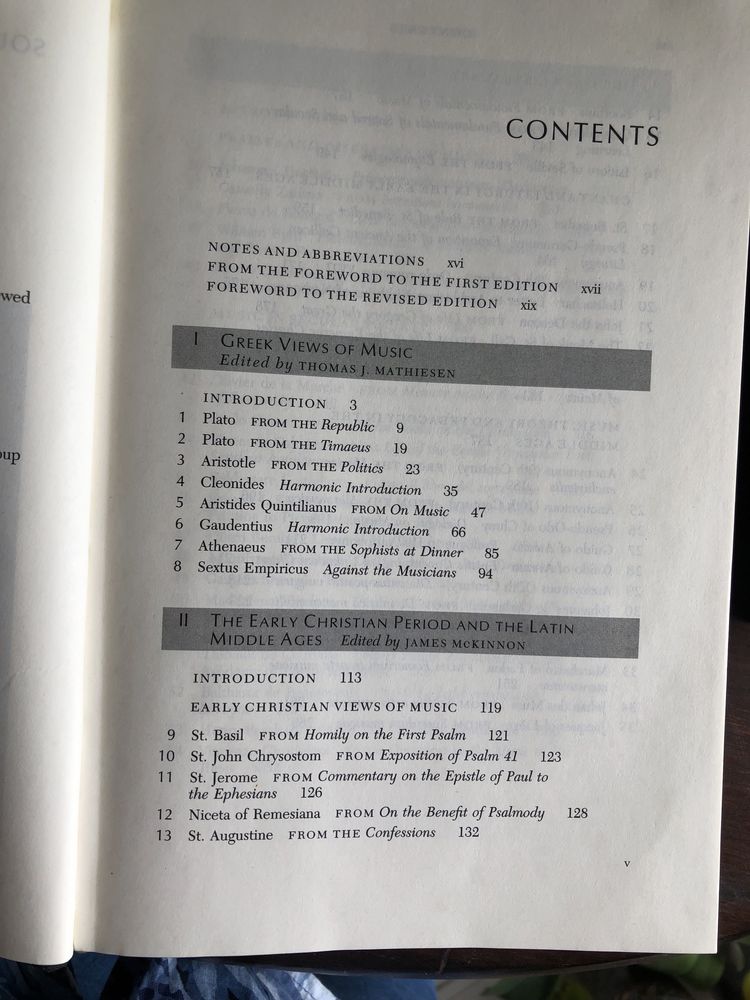 wed
oup
CONTENTS
NOTES AND ABBREVIATIONS xvi
FROM THE FOREWORD TO THE FIRST EDITION xvii
FOREWORD TO THE REVISED EDITION xix
I GREEK VIEWS OF MUSIC
Edited by THOMAS J. MATHIESEN
INTRODUCTION 3
1 Plato FROM THE Republic 9
2 Plato FROM THE Timaeus 19
3 Aristotle FROM THE Politics 23
4 Cleonides Harmonic Introduction 35
5 Aristides Quintilianus FROM On Music 47
6 Gaudentius Harmonic Introduction 66
7 Athenaeus FROM THE Sophists at Dinner 85
8 Sextus Empiricus Against the Musicians 94
II THE EARLY CHRISTIAN PERIOD AND THE LATIN
MIDDLE AGES Edited by JAMES MCKINNON
INTRODUCTION 113
EARLY CHRISTIAN VIEWS OF MUSIC 119
9 St. Basil FROM Homily on the First Psalm 121
10 St. John Chrysostom FROM Exposition of Psalm 41 123
11 St. Jerome FROM Commentary on the Epistle of Paul to
the Ephesians 126
12 Niceta of Remesiana FROM On the Benefit of Psalmody 128
13 St. Augustine FROM THE Confessions 132
v